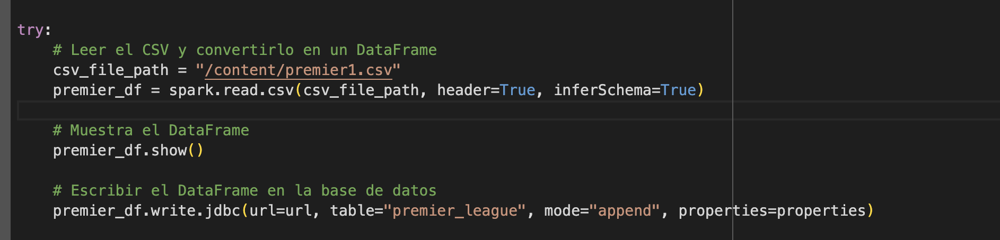 try:
    # Leer el CSV y convertirlo en un DataFrame
    csv_file_path = "/content/premier1.csv"
    premier_df = spark.read.csv(csv_file_path, header=True, inferSchema=True)
    # Muestra el DataFrame
    premier_df.show()
    # Escribir el DataFrame en la base de datos
    premier_df.write.jdbc(url=url, table="premier_league", mode="append", properties=properties)